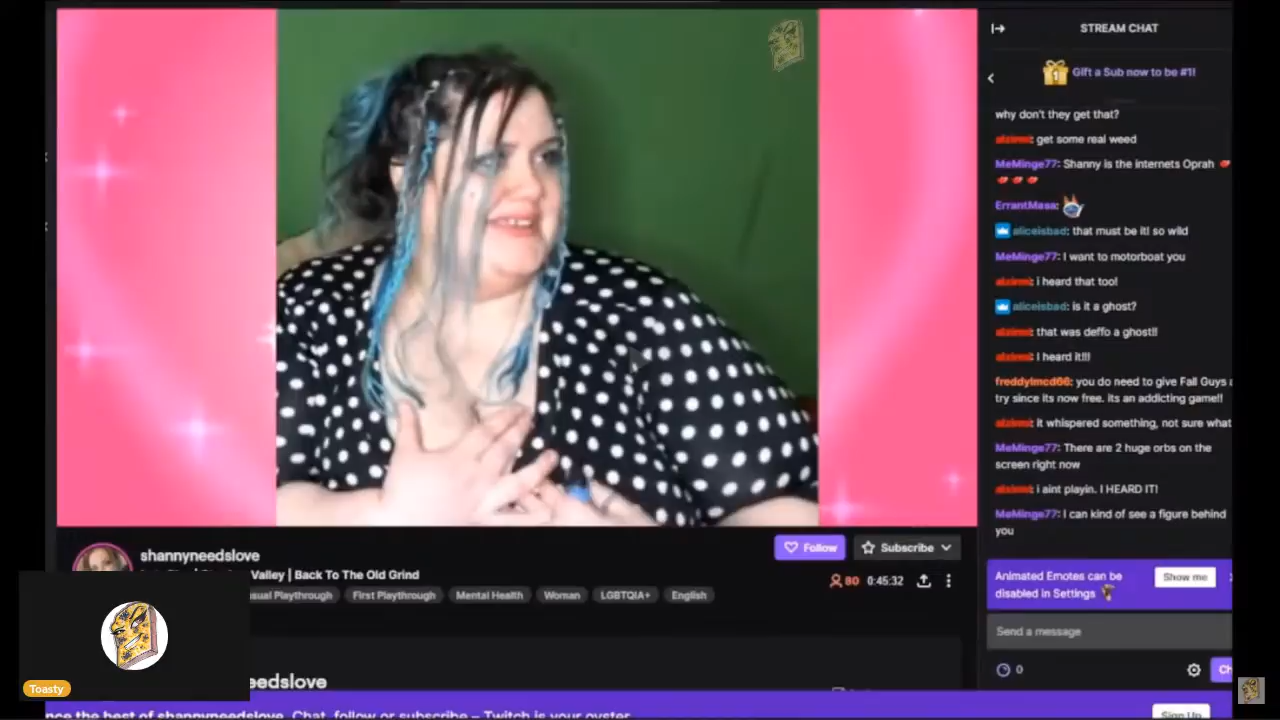 STREAM CHAT
Gift a Sub now to be #1!
why don't they get that?
get some real weed
MeMinge77: Shanny is the internets Oprah
ErrantMasa:
aliceisbad: that must be it! so wild
MeMinge77: I want to motorboat you
i heard that too!
aliceisbad: is it a ghost?
that was deffo a ghost!!
I heard it!!!
freddylmcd66: you do need to give Fall Guys a
try since its now free. its an addicting game!!
It whispered something, not sure what
MeMinge77: There are 2 huge orbs on the
screen right now
i aint playin. I HEARD IT!
MeMinge77: I can kind of see a figure behind
you
shannyneedslove
Follow
Subscribe
Valley | Back To The Old Grind
80
0:45:32
sual Playthrough
First Playthrough
Mental Health
Woman
LGBTQIA+
English
Animated Emotes can be
disabled in Settings
Show me
Send a message
0
Ch
Toasty
eedslove
nce the best of shannyneedslove. Chat, follow or subscribe – Twitch is your oyster.
Sign Up